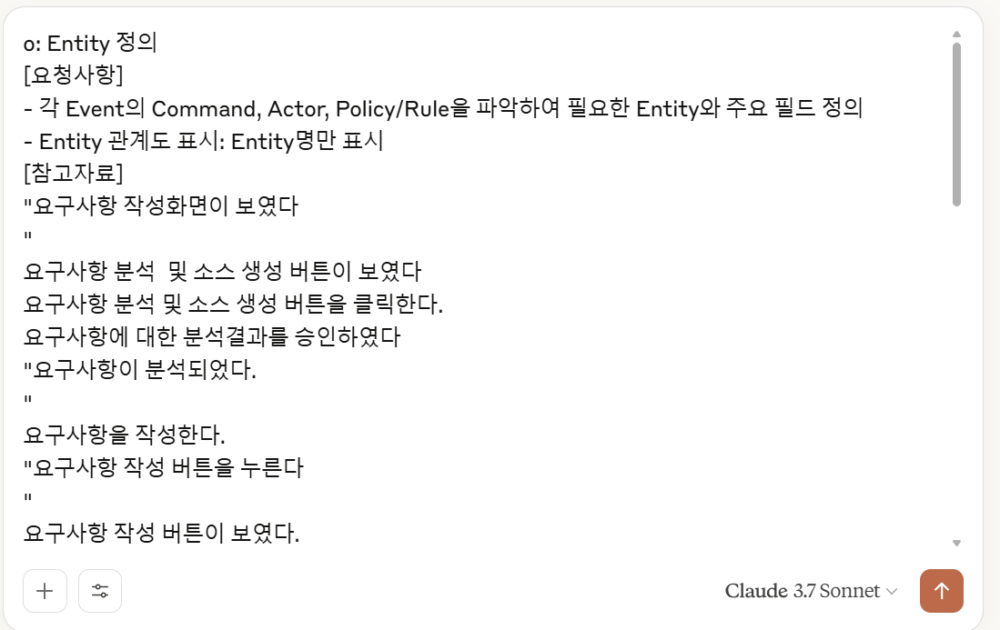 o: Entity 정의
[요청사항]
- 각 Event의 Command, Actor, Policy/Rule을 파악하여 필요한 Entity와 주요 필드 정의
- Entity 관계도 표시: Entity명만 표시
[참고자료]
"요구사항 작성화면이 보였다
"
요구사항 분석  및 소스 생성 버튼이 보였다
요구사항 분석 및 소스 생성 버튼을 클릭한다.
요구사항에 대한 분석결과를 승인하였다
"요구사항이 분석되었다.
"
요구사항을 작성한다.
"요구사항 작성 버튼을 누른다
"
요구사항 작성 버튼이 보였다.
Claude 3.7 Sonnet